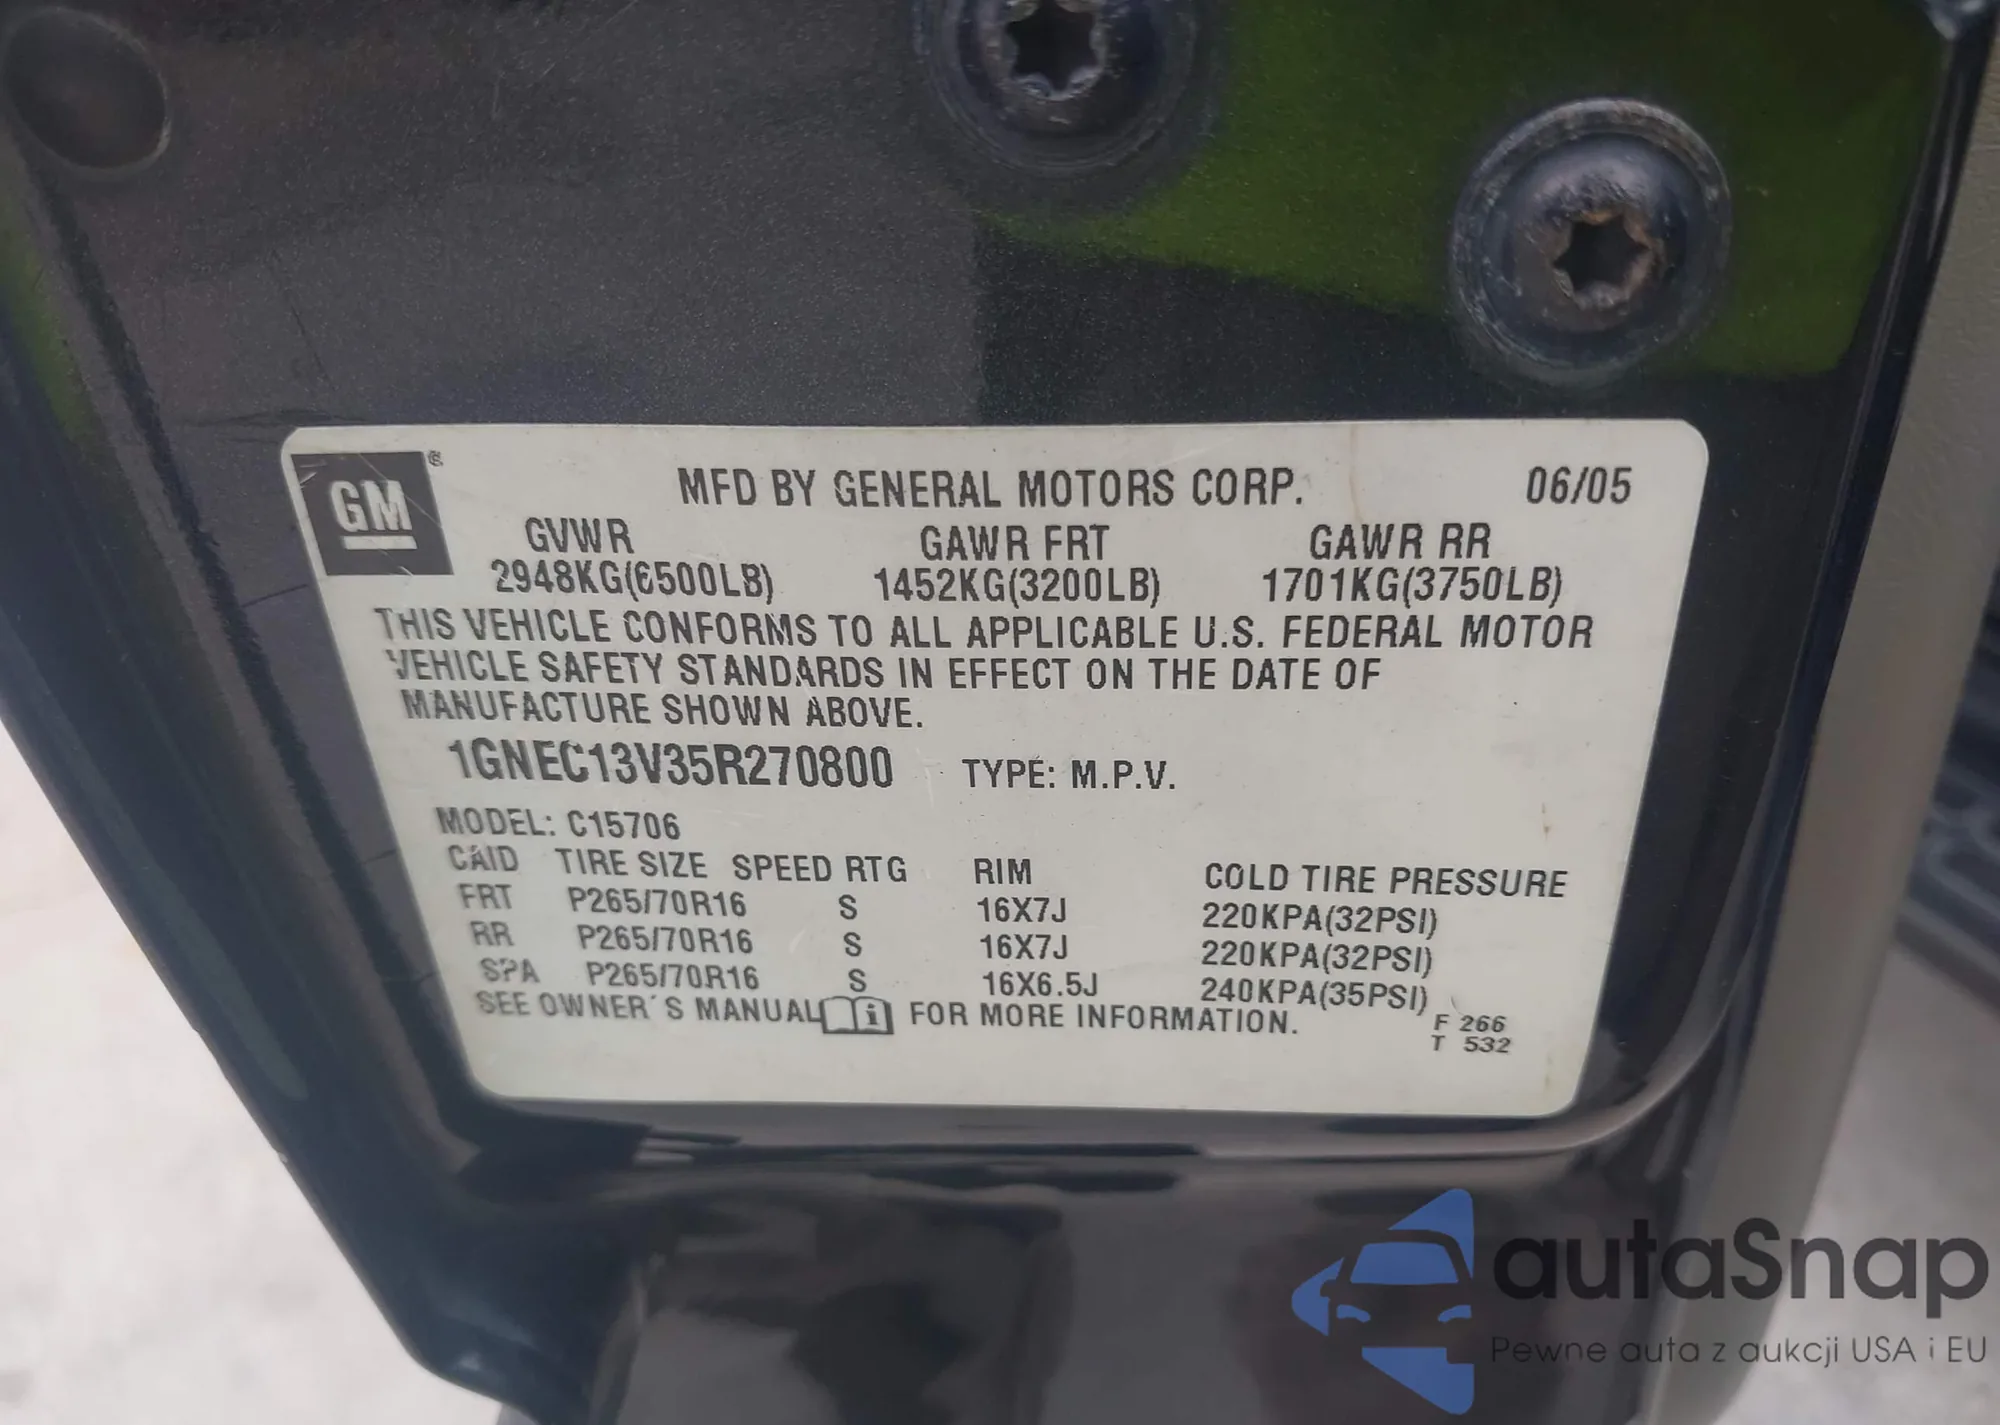 GM
MFD BY GENERAL MOTORS CORP. 06/05
GVWR GAWR FRT GAWR RR
2948KG(6500LB) 1452KG(3200LB) 1701KG(3750LB)
THIS VEHICLE CONFORMS TO ALL APPLICABLE U.S. FEDERAL MOTOR
VEHICLE SAFETY STANDARDS IN EFFECT ON THE DATE OF
MANUFACTURE SHOWN ABOVE.
1GNEC13V35R270800 TYPE: M.P.V.
MODEL: C15706
CAID TIRE SIZE SPEED RTG RIM COLD TIRE PRESSURE
FRT P265/70R16 S 16X7J 220KPA(32PSI)
RR P265/70R16 S 16X7J 220KPA(32PSI)
SPA P265/70R16 S 16X6.5J 240KPA(35PSI)
SEE OWNER'S MANUAL i FOR MORE INFORMATION.
F 266
T 532
autaSnap
Pewne auta z aukcji USA i EU